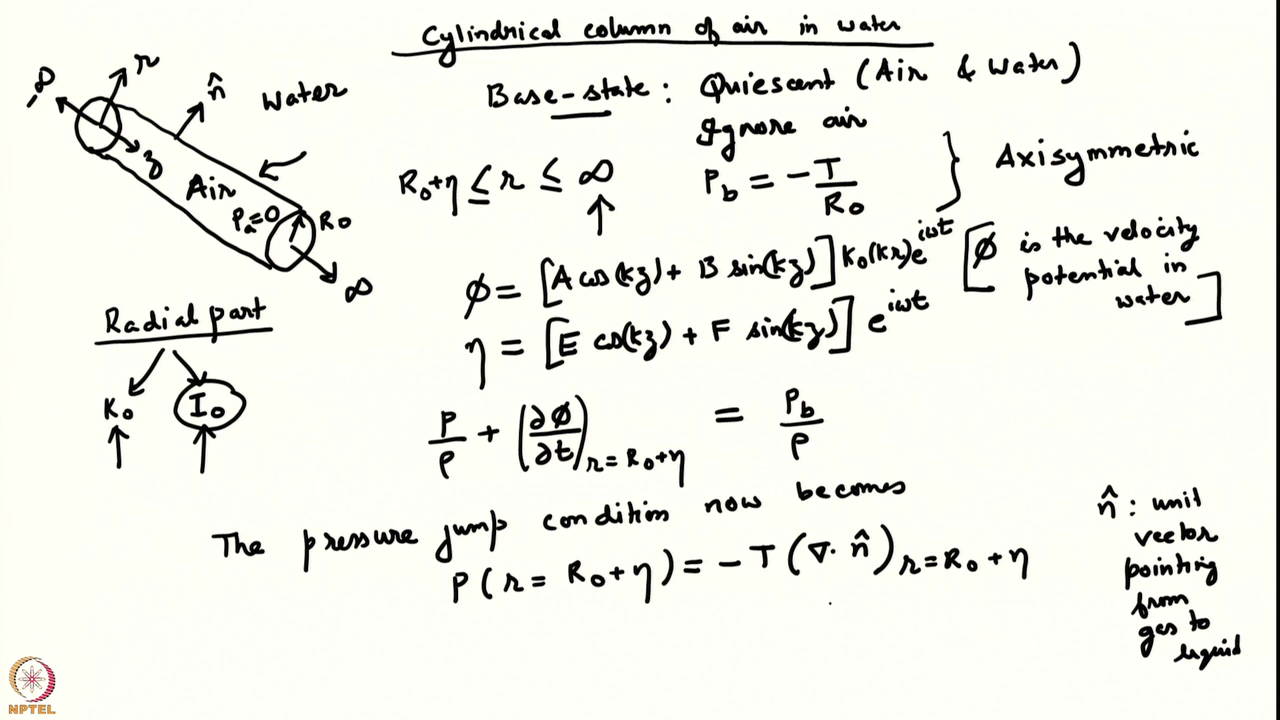 Cylindrical column of air in water
Base-state : Quiescent (Air & Water)
Ignore air
-∞
r
n̂
Water
z
Air
Pₐ=0
R₀
∞
R₀+η ≤ r ≤ ∞
P_b = -T/R₀ } Axisymmetric
ϕ = [A cos(kz) + B sin(kz)] K₀(kr) e^{iωt}
[ϕ is the velocity
potential in
water]
η = [E cos(kz) + F sin(kz)] e^{iωt}
Radial part
K₀ I₀
P/ρ + (∂ϕ/∂t)_{r=R₀+η} = P_b/ρ
The pressure jump condition now becomes
P(r = R₀+η) = -T(∇·n̂)_{r=R₀+η}
n̂ : unit
vector
pointing
from
gas to
liquid
NPTEL